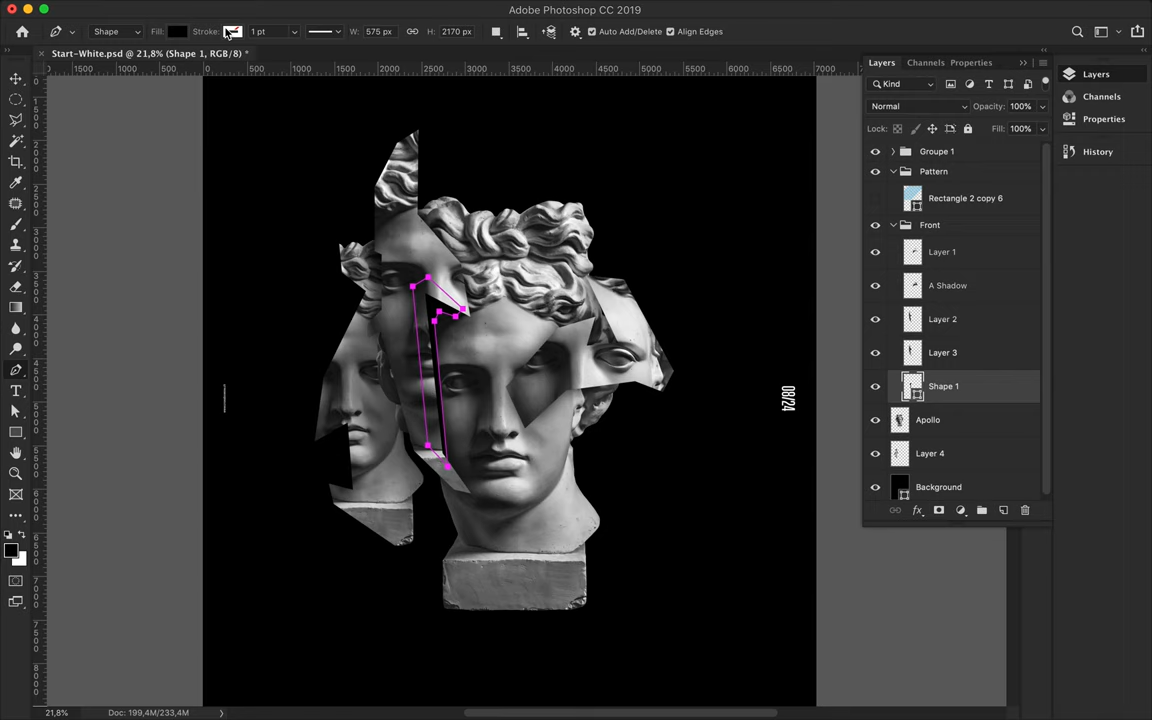 Adobe Photoshop CC 2019
Shape
Fill:
Stroke:
1 pt
W: 575 px
H: 2170 px
Auto Add/Delete
Align Edges
Start-White.psd @ 21,8% (Shape 1, RGB/8) *
1500 1000 500 0 500 1000 1500 2000 2500 3000 3500 4000 4500 5000 5500 6000 6500 7000
Layers Channels Properties
Kind
Normal
Opacity: 100%
Lock:
Fill: 100%
Groupe 1
Pattern
Rectangle 2 copy 6
Front
Layer 1
A Shadow
Layer 2
Layer 3
Shape 1
Apollo
Layer 4
Background
fx
Layers
Channels
Properties
History
08/24
21,8%
Doc: 199,4M/233,4M